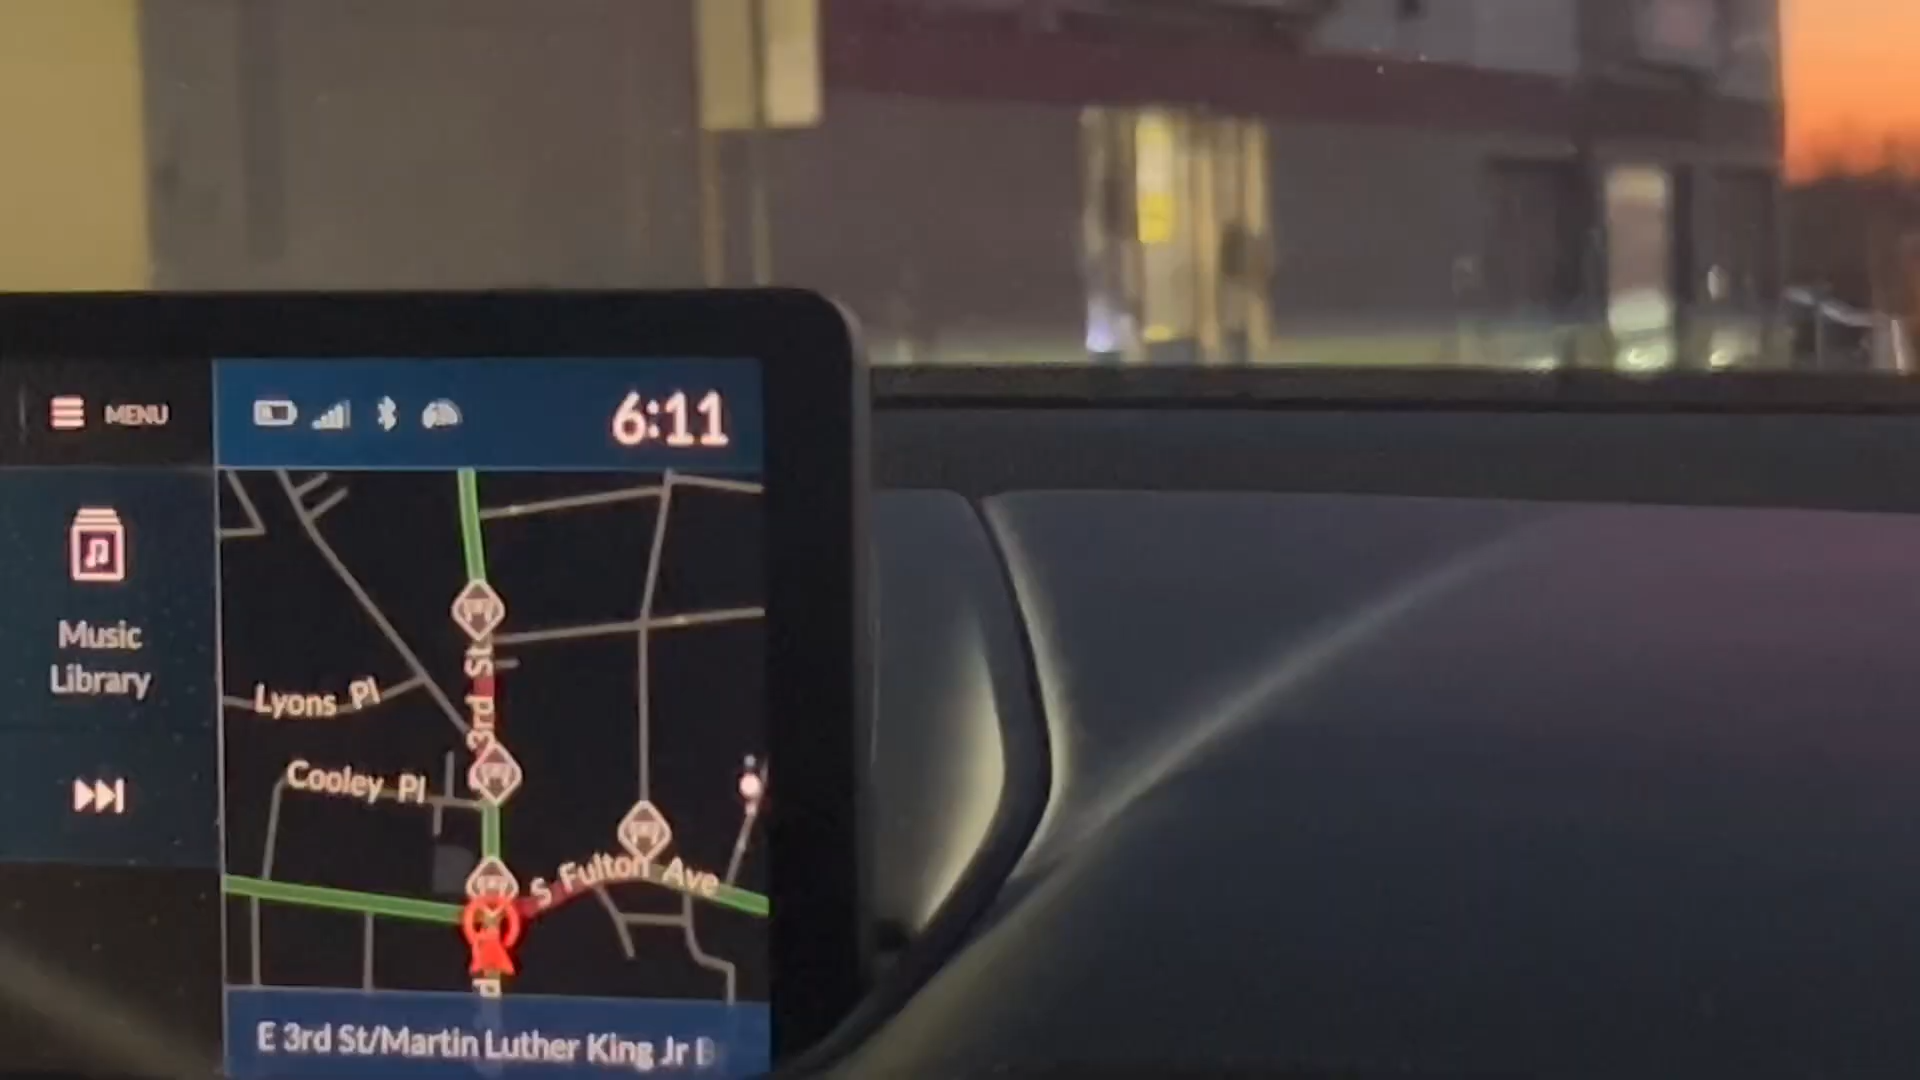 MENU
6:11
Music
Library
3rd St
Lyons Pl
Cooley Pl
S Fulton Ave
E 3rd St/Martin Luther King Jr B